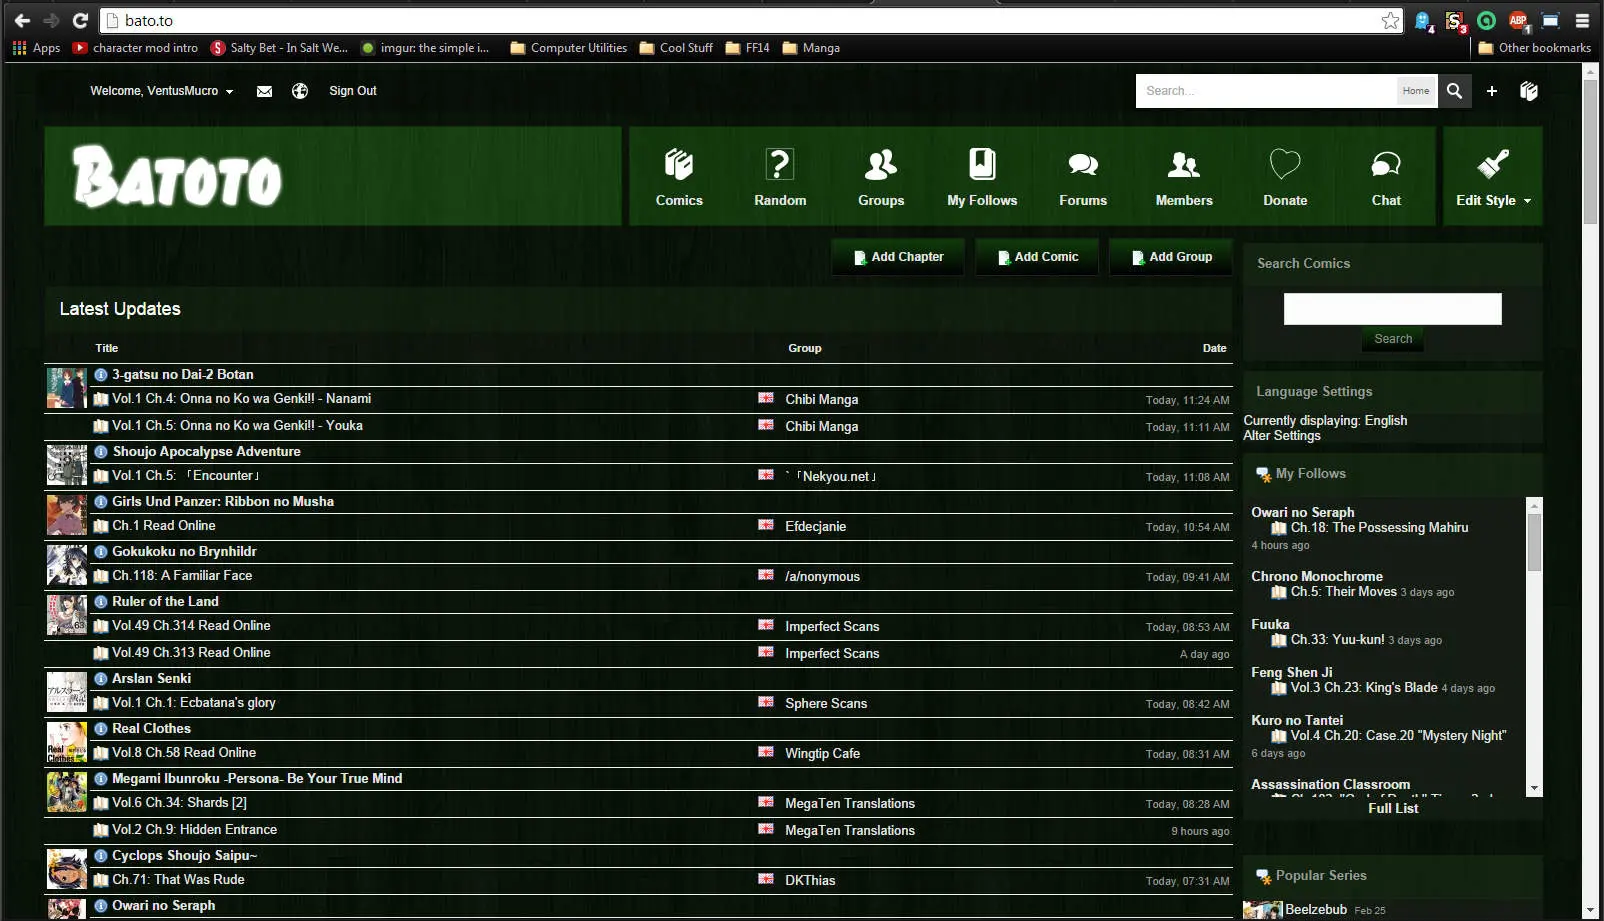 bato.to
4
3
ABP
1
Apps character mod intro Salty Bet - In Salt We... imgur: the simple i... Computer Utilities Cool Stuff FF14 Manga Other bookmarks
Welcome, VentusMucro Sign Out
Search... Home
BATOTO
Comics Random Groups My Follows Forums Members Donate Chat Edit Style
Add Chapter Add Comic Add Group
Latest Updates
Title Group Date
3-gatsu no Dai-2 Botan
Vol.1 Ch.4: Onna no Ko wa Genki!! - Nanami Chibi Manga Today, 11:24 AM
Vol.1 Ch.5: Onna no Ko wa Genki!! - Youka Chibi Manga Today, 11:11 AM
Shoujo Apocalypse Adventure
Vol.1 Ch.5: 「Encounter」 `「Nekyou.net」 Today, 11:08 AM
Girls Und Panzer: Ribbon no Musha
Ch.1 Read Online Efdecjanie Today, 10:54 AM
Gokukoku no Brynhildr
Ch.118: A Familiar Face /a/nonymous Today, 09:41 AM
Ruler of the Land
63
Vol.49 Ch.314 Read Online Imperfect Scans Today, 08:53 AM
Vol.49 Ch.313 Read Online Imperfect Scans A day ago
Arslan Senki
アルスラーン
戦記
Vol.1 Ch.1: Ecbatana's glory Sphere Scans Today, 08:42 AM
Real Clothes
Real
Clothes
Vol.8 Ch.58 Read Online Wingtip Cafe Today, 08:31 AM
Megami Ibunroku -Persona- Be Your True Mind
Vol.6 Ch.34: Shards [2] MegaTen Translations Today, 08:28 AM
Vol.2 Ch.9: Hidden Entrance MegaTen Translations 9 hours ago
Cyclops Shoujo Saipu~
Ch.71: That Was Rude DKThias Today, 07:31 AM
Owari no Seraph
Search Comics
Search
Language Settings
Currently displaying: English
Alter Settings
My Follows
Owari no Seraph
Ch.18: The Possessing Mahiru
4 hours ago
Chrono Monochrome
Ch.5: Their Moves 3 days ago
Fuuka
Ch.33: Yuu-kun! 3 days ago
Feng Shen Ji
Vol.3 Ch.23: King's Blade 4 days ago
Kuro no Tantei
Vol.4 Ch.20: Case.20 "Mystery Night"
6 days ago
Assassination Classroom
Full List
Popular Series
Beelzebub Feb 25